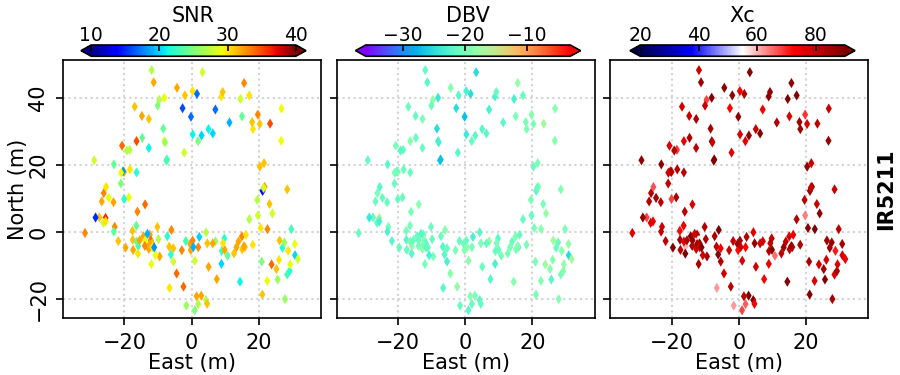 SNR DBV Xc
10 20 30 40 −30 −20 −10 20 40 60 80
North (m)
40
20
0
−20
−20 0 20 −20 0 20 −20 0 20
East (m) East (m) East (m)
IR5211